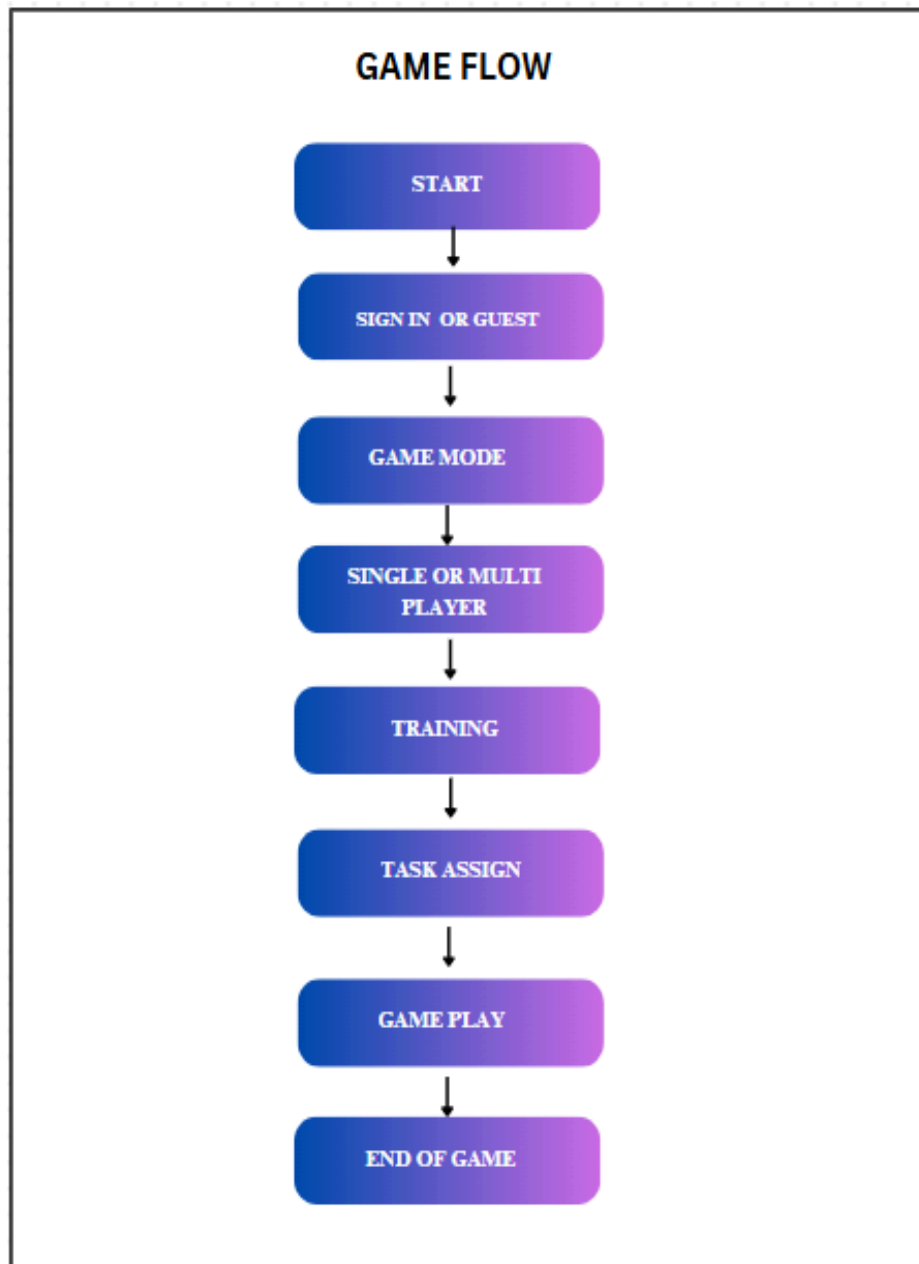 GAME FLOW
START
SIGN IN OR GUEST
GAME MODE
SINGLE OR MULTI
PLAYER
TRAINING
TASK ASSIGN
GAME PLAY
END OF GAME